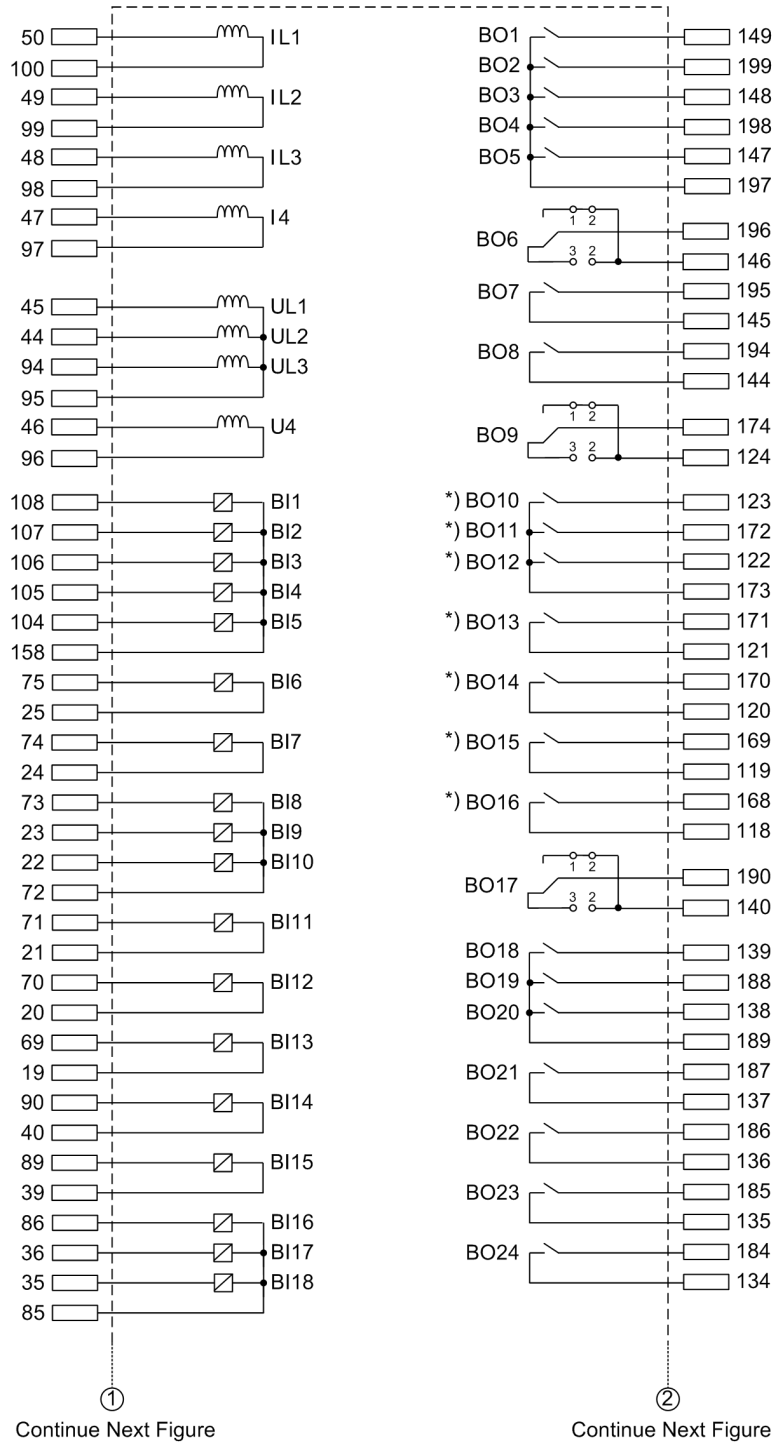 50 IL1 BO1 149
100 BO2 199
49 IL2 BO3 148
99 BO4 198
48 IL3 BO5 147
98 197
47 I4 1 2 196
97 BO6 3 2 146
45 UL1 BO7 195
44 UL2 145
94 UL3 BO8 194
95 144
46 U4 1 2 174
96 BO9 3 2 124
108 BI1 *) BO10 123
107 BI2 *) BO11 172
106 BI3 *) BO12 122
105 BI4 173
104 BI5 *) BO13 171
158 121
75 BI6 *) BO14 170
25 120
74 BI7 *) BO15 169
24 119
73 BI8 *) BO16 168
23 BI9 118
22 BI10 1 2 190
72 BO17 3 2 140
71 BI11
21 BO18 139
70 BI12 BO19 188
20 BO20 138
69 BI13 189
19 BO21 187
90 BI14 137
40 BO22 186
89 BI15 136
39 BO23 185
86 BI16 135
36 BI17 BO24 184
35 BI18 134
85
1 2
Continue Next Figure Continue Next Figure